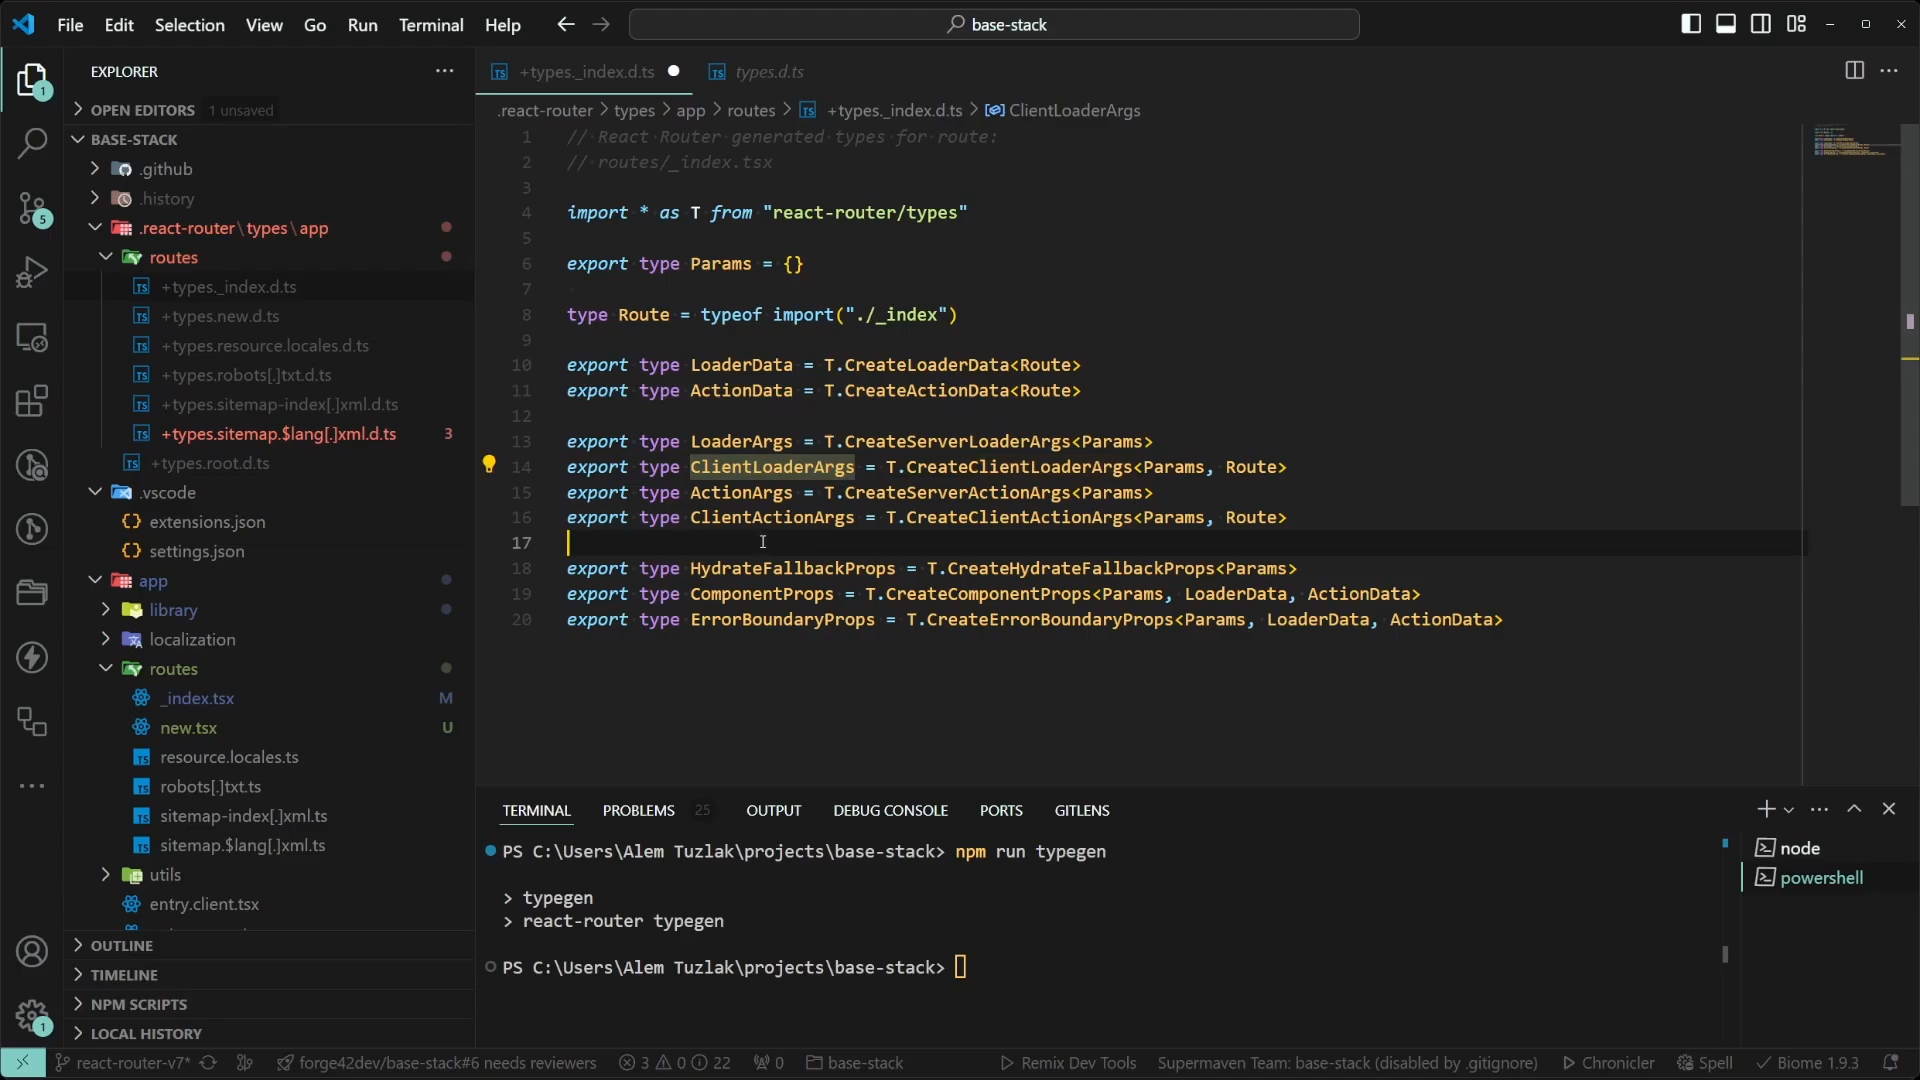 File Edit Selection View Go Run Terminal Help
base-stack
EXPLORER
OPEN EDITORS 1 unsaved
BASE-STACK
.github
.history
.react-router\types\app
routes
+types._index.d.ts
+types.new.d.ts
+types.resource.locales.d.ts
+types.robots[.]txt.d.ts
+types.sitemap-index[.]xml.d.ts
+types.sitemap.$lang[.]xml.d.ts 3
+types.root.d.ts
.vscode
extensions.json
settings.json
app
library
localization
routes
_index.tsx M
new.tsx U
resource.locales.ts
robots[.]txt.ts
sitemap-index[.]xml.ts
sitemap.$lang[.]xml.ts
utils
entry.client.tsx
OUTLINE
TIMELINE
NPM SCRIPTS
LOCAL HISTORY
1
5
1
+types._index.d.ts
types.d.ts
.react-router > types > app > routes > +types._index.d.ts > ClientLoaderArgs
1 // React Router generated types for route:
2 // routes/_index.tsx
3
4 import * as T from "react-router/types"
5
6 export type Params = {}
7
8 type Route = typeof import("./_index")
9
10 export type LoaderData = T.CreateLoaderData<Route>
11 export type ActionData = T.CreateActionData<Route>
12
13 export type LoaderArgs = T.CreateServerLoaderArgs<Params>
14 export type ClientLoaderArgs = T.CreateClientLoaderArgs<Params, Route>
15 export type ActionArgs = T.CreateServerActionArgs<Params>
16 export type ClientActionArgs = T.CreateClientActionArgs<Params, Route>
17
18 export type HydrateFallbackProps = T.CreateHydrateFallbackProps<Params>
19 export type ComponentProps = T.CreateComponentProps<Params, LoaderData, ActionData>
20 export type ErrorBoundaryProps = T.CreateErrorBoundaryProps<Params, LoaderData, ActionData>
TERMINAL PROBLEMS 25 OUTPUT DEBUG CONSOLE PORTS GITLENS
PS C:\Users\Alem Tuzlak\projects\base-stack> npm run typegen
> typegen
> react-router typegen
PS C:\Users\Alem Tuzlak\projects\base-stack>
node
powershell
react-router-v7* forge42dev/base-stack#6 needs reviewers 3 0 22 0 base-stack Remix Dev Tools Supermaven Team: base-stack (disabled by .gitignore) Chronicler Spell Biome 1.9.3